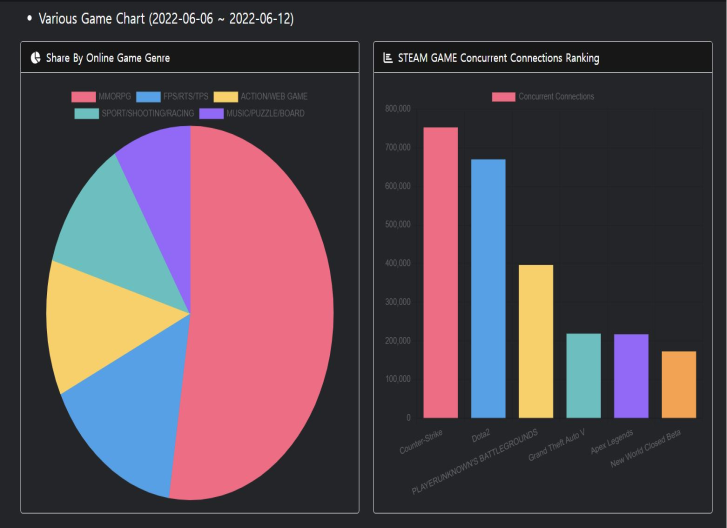 • Various Game Chart (2022-06-06 ~ 2022-06-12)
Share By Online Game Genre
MMORPG FPS/RTS/TPS ACTION/WEB GAME
SPORT/SHOOTING/RACING MUSIC/PUZZLE/BOARD
STEAM GAME Concurrent Connections Ranking
Concurrent Connections
800,000
700,000
600,000
500,000
400,000
300,000
200,000
100,000
0
Counter-Strike
Dota2
PLAYERUNKNOWN'S BATTLEGROUNDS
Grand Theft Auto V
Apex Legends
New World Closed Beta